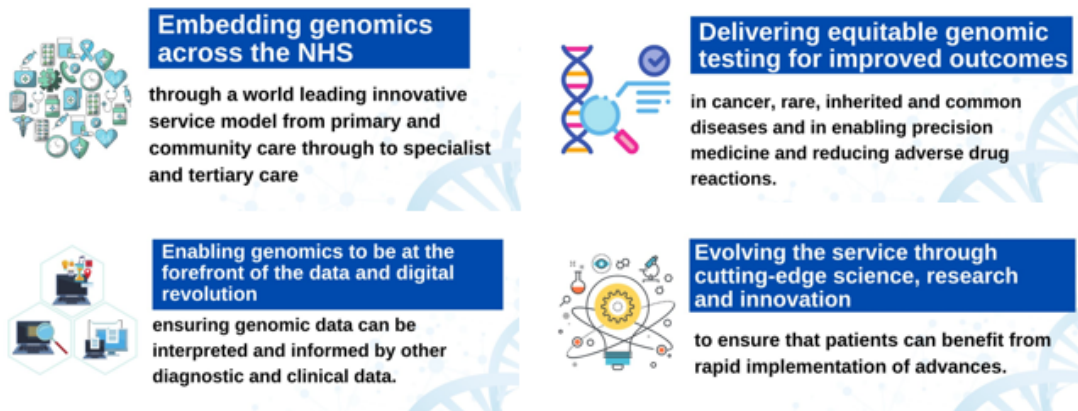 Embedding genomics
across the NHS
through a world leading innovative
service model from primary and
community care through to specialist
and tertiary care
Delivering equitable genomic
testing for improved outcomes
in cancer, rare, inherited and common
diseases and in enabling precision
medicine and reducing adverse drug
reactions.
Enabling genomics to be at the
forefront of the data and digital
revolution
ensuring genomic data can be
interpreted and informed by other
diagnostic and clinical data.
Evolving the service through
cutting-edge science, research
and innovation
to ensure that patients can benefit from
rapid implementation of advances.